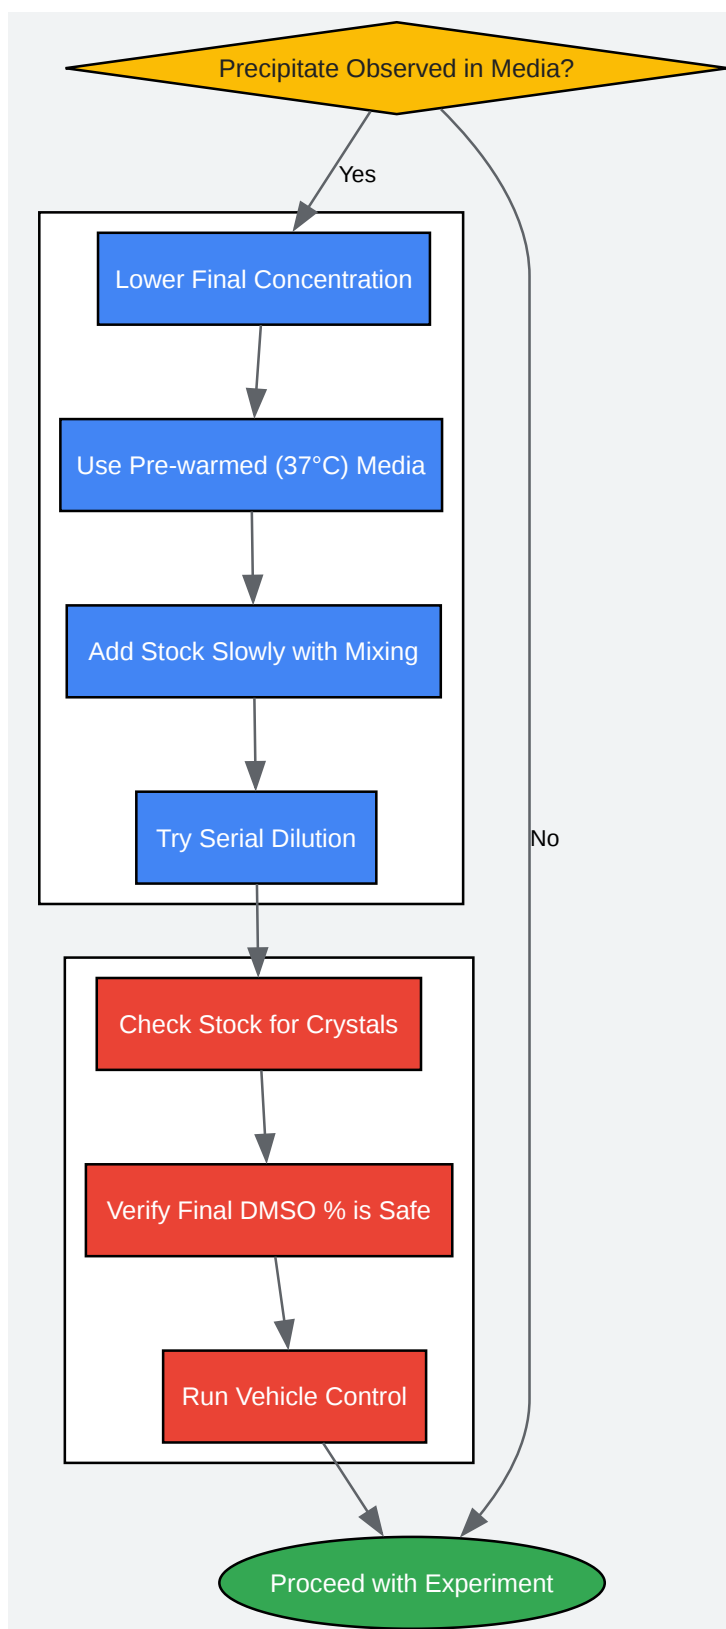 Precipitate Observed in Media?
Yes
Lower Final Concentration
Use Pre-warmed (37°C) Media
Add Stock Slowly with Mixing
Try Serial Dilution
No
Check Stock for Crystals
Verify Final DMSO % is Safe
Run Vehicle Control
Proceed with Experiment